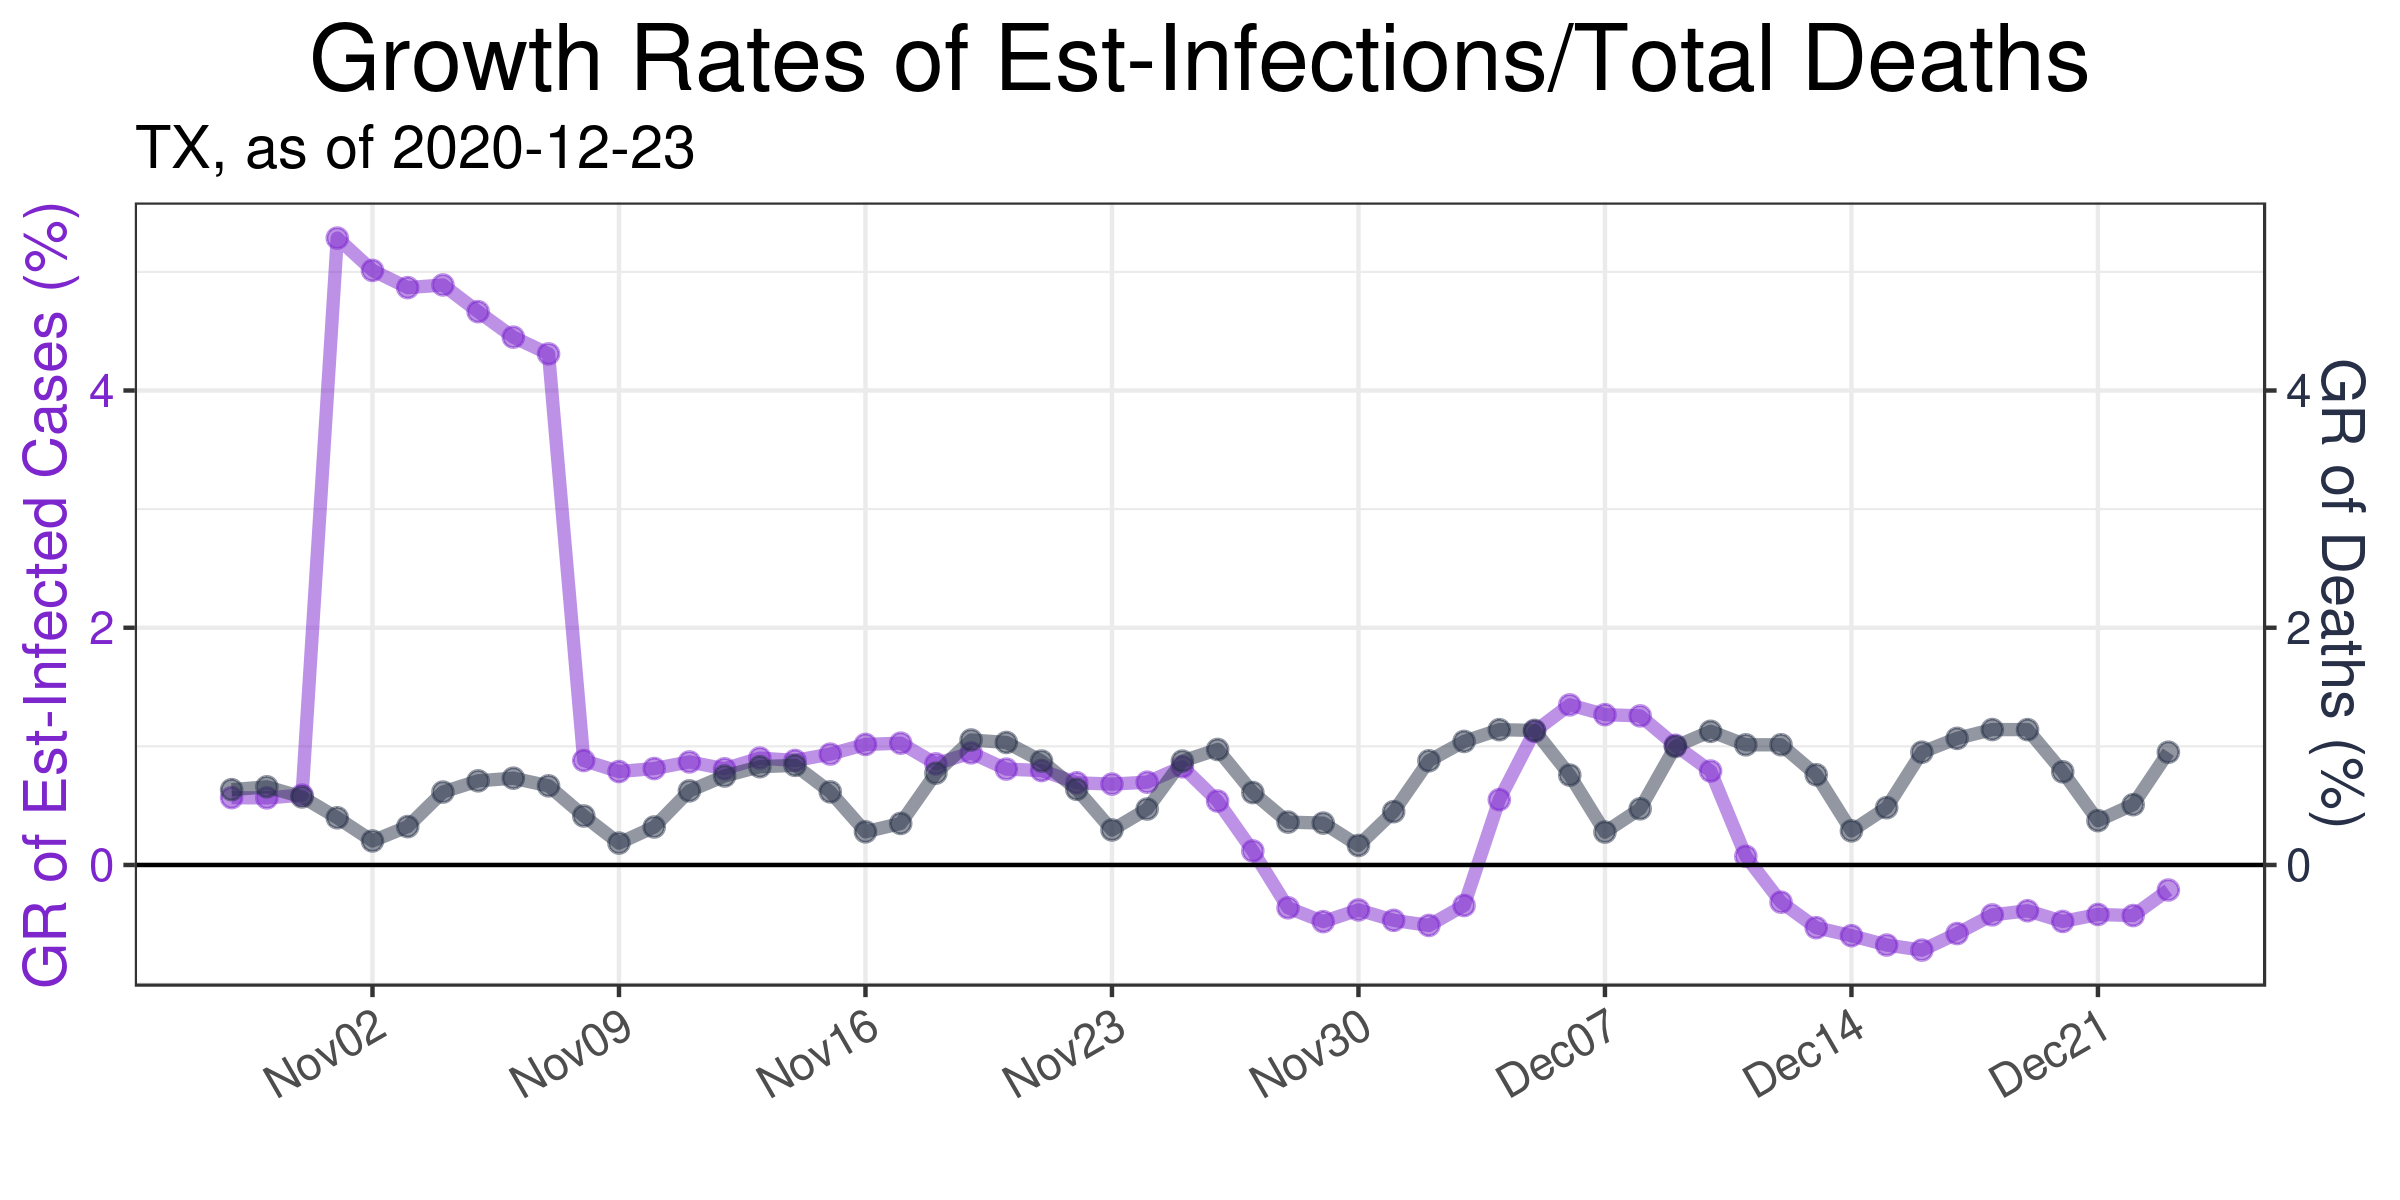 Growth Rates of Est-Infections/Total Deaths
TX, as of 2020-12-23
GR of Est-Infected Cases (%)
4
2
0
4
2
0
GR of Deaths (%)
Nov02
Nov09
Nov16
Nov23
Nov30
Dec07
Dec14
Dec21